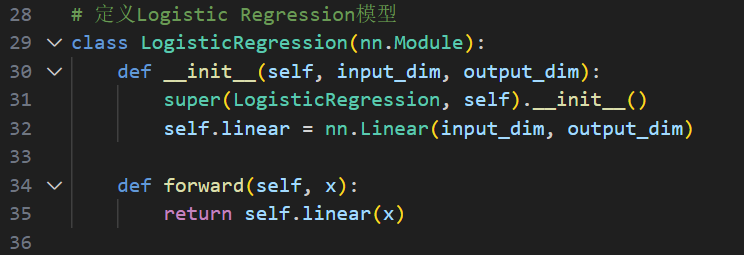 28 # 定义Logistic Regression模型
29 class LogisticRegression(nn.Module):
30     def __init__(self, input_dim, output_dim):
31         super(LogisticRegression, self).__init__()
32         self.linear = nn.Linear(input_dim, output_dim)
33
34     def forward(self, x):
35         return self.linear(x)
36